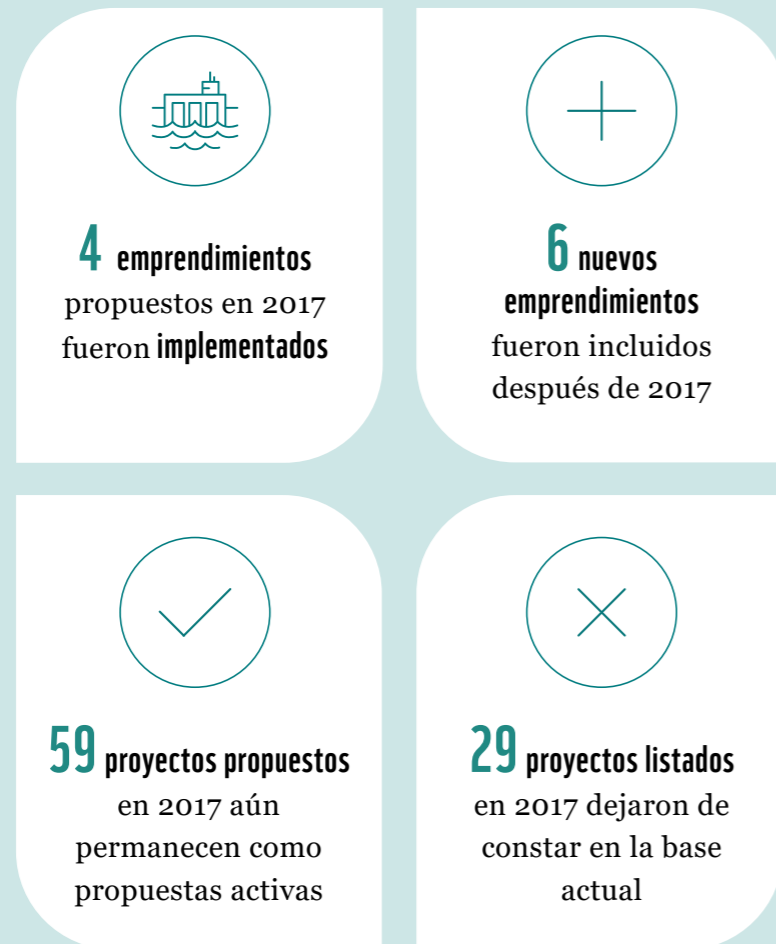 4 emprendimientos
propuestos en 2017
fueron implementados
6 nuevos
emprendimientos
fueron incluidos
después de 2017
59 proyectos propuestos
en 2017 aún
permanecen como
propuestas activas
29 proyectos listados
en 2017 dejaron de
constar en la base
actual